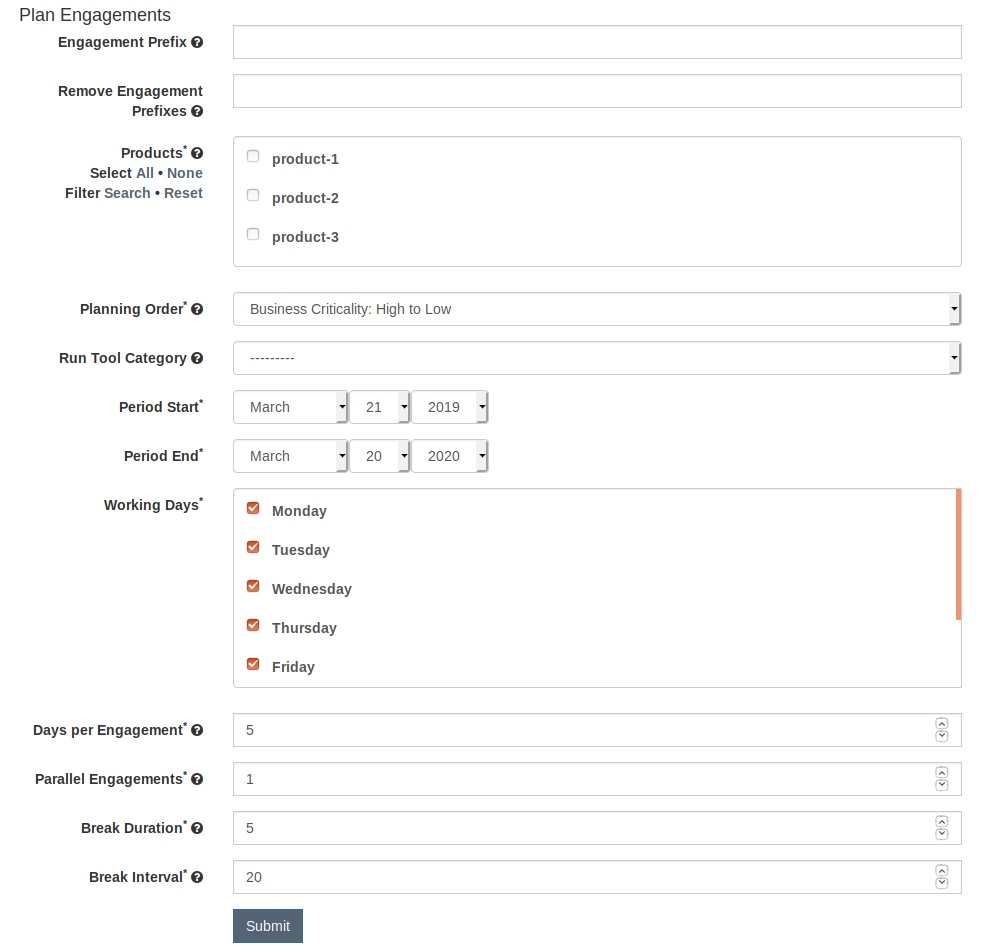 Plan Engagements
Engagement Prefix ?
Remove Engagement
Prefixes ?
Products* ?
Select All • None
Filter Search • Reset
product-1
product-2
product-3
Planning Order* ?
Business Criticality: High to Low
Run Tool Category ?
---------
Period Start*
March 21 2019
Period End*
March 20 2020
Working Days*
Monday
Tuesday
Wednesday
Thursday
Friday
Days per Engagement* ?
5
Parallel Engagements* ?
1
Break Duration* ?
5
Break Interval* ?
20
Submit